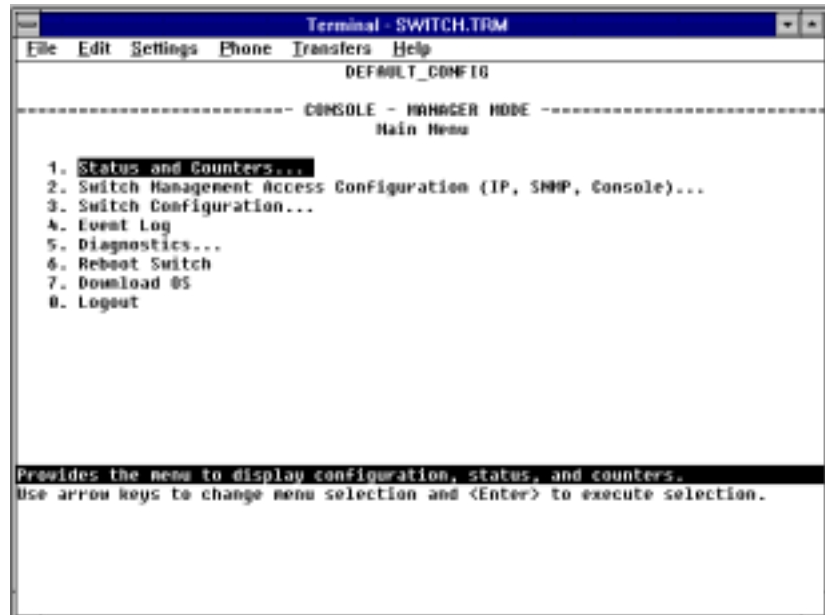 Terminal - SWITCH.TRM
File Edit Settings Phone Transfers Help
DEFAULT_CONFIG
---------------------------- CONSOLE - MANAGER MODE ----------------------------
Main Menu
1. Status and Counters...
2. Switch Management Access Configuration (IP, SNMP, Console)...
3. Switch Configuration...
4. Event Log
5. Diagnostics...
6. Reboot Switch
7. Download OS
0. Logout
Provides the menu to display configuration, status, and counters.
Use arrow keys to change menu selection and <Enter> to execute selection.